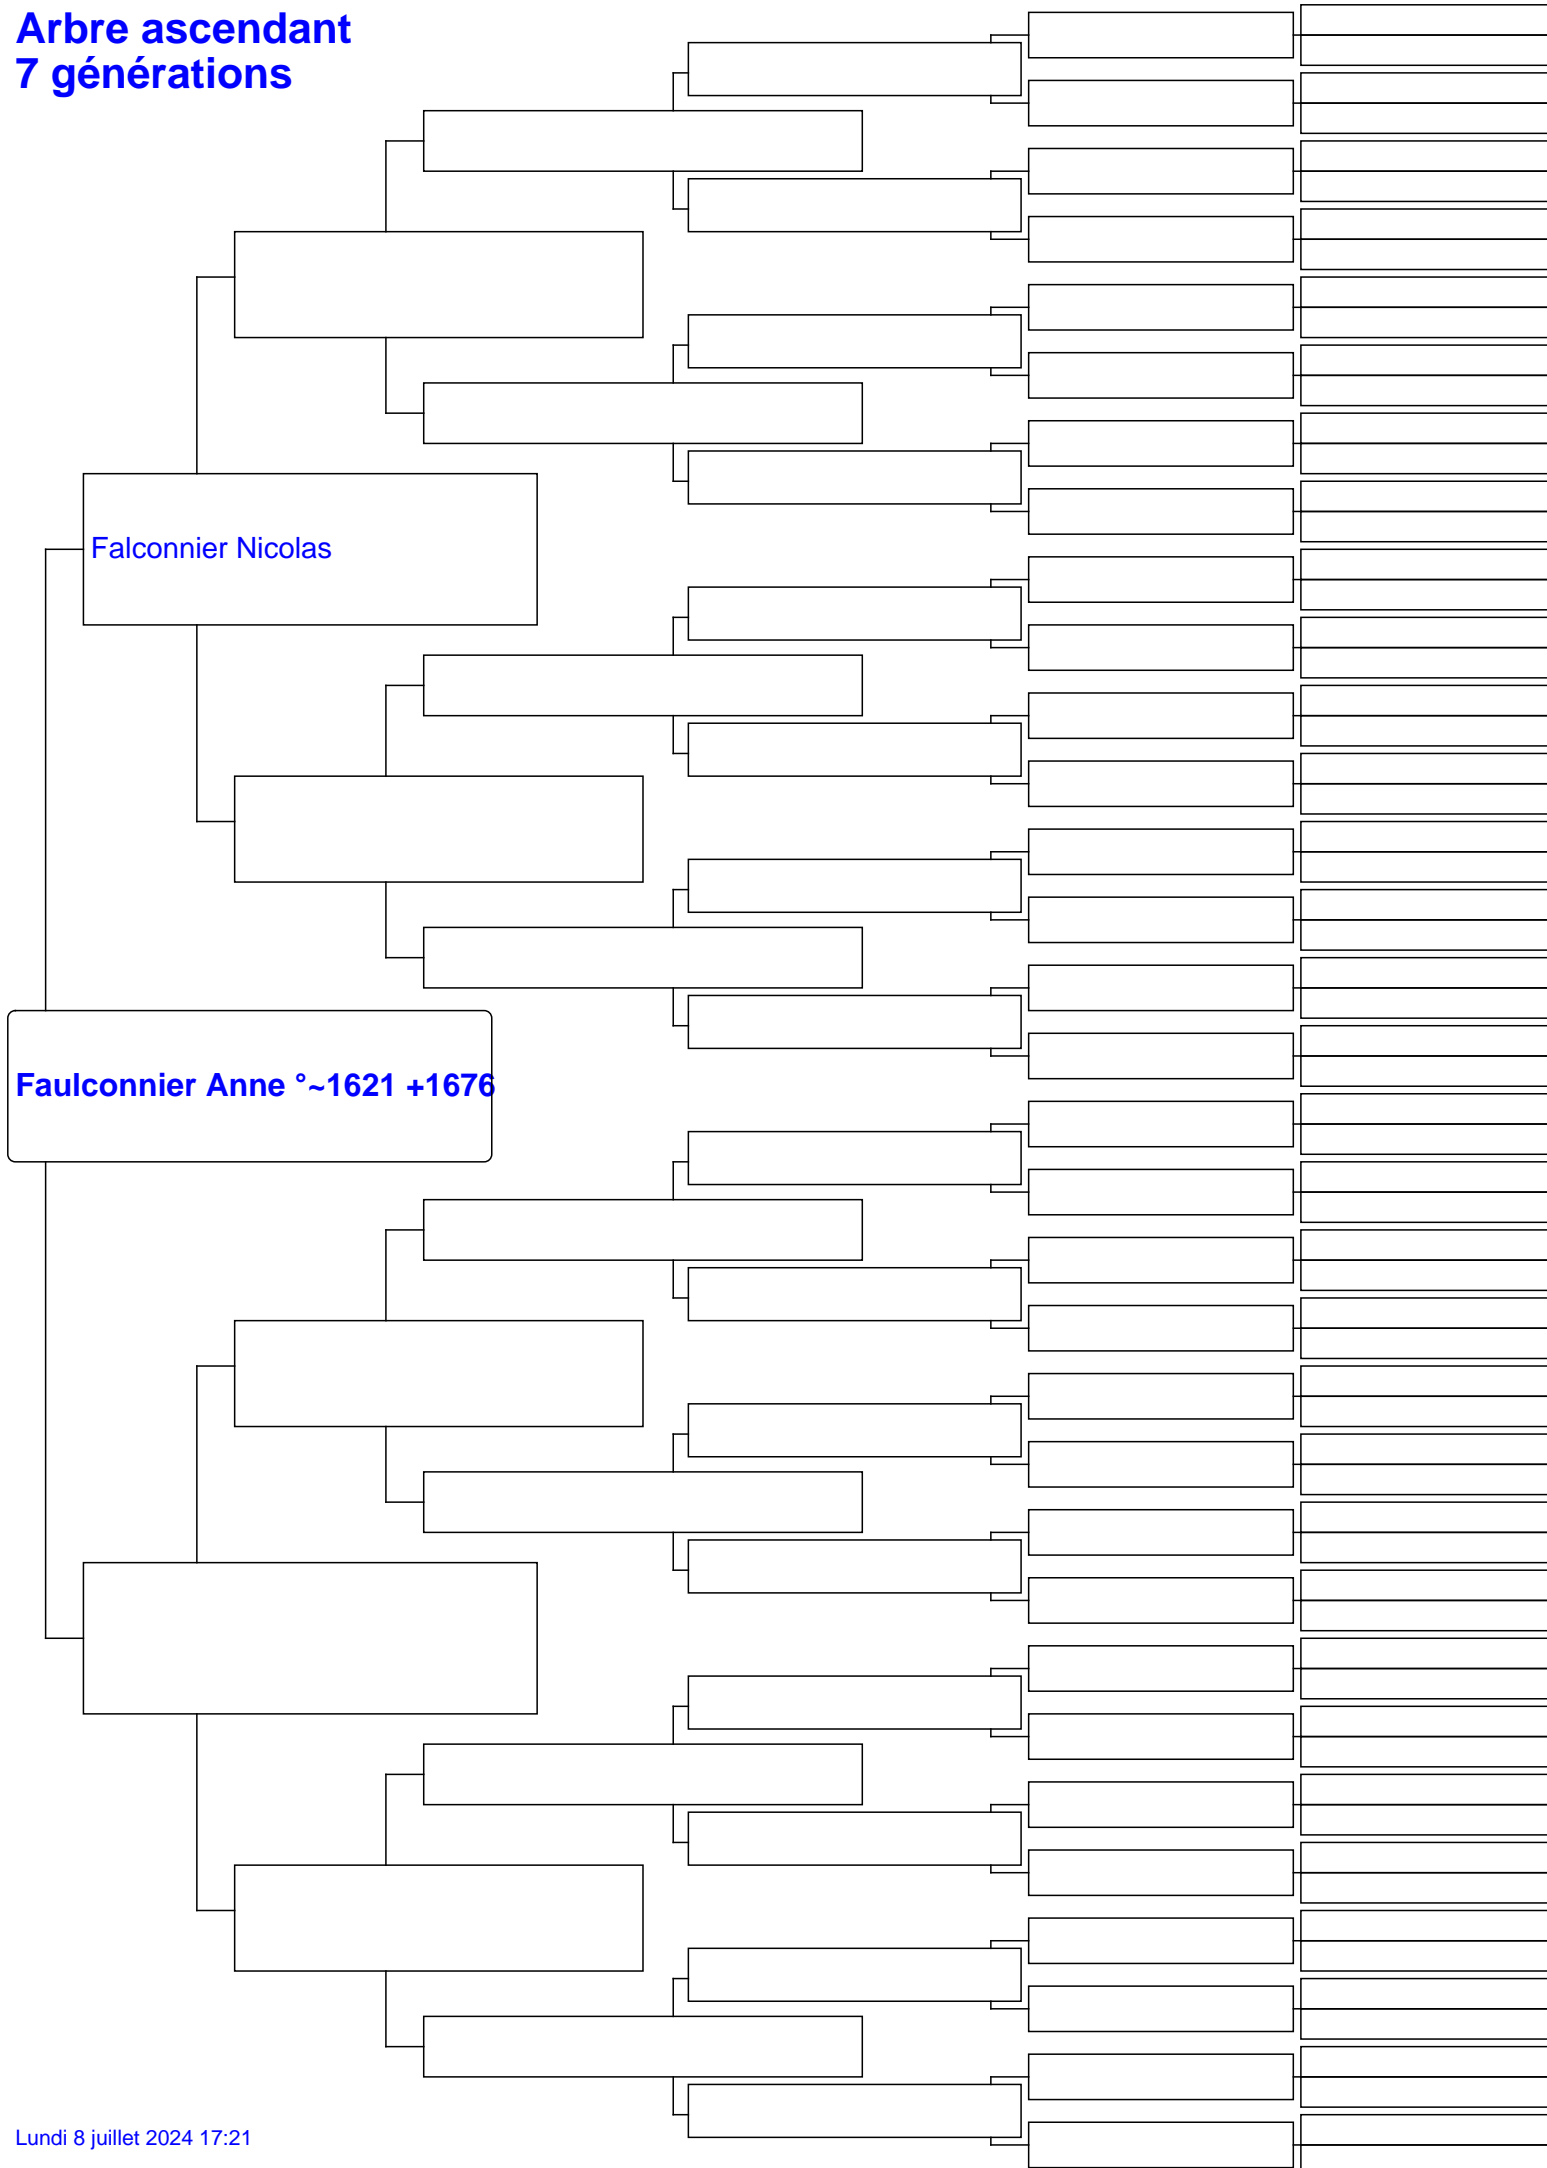 Arbre ascendant
7 générations
Falconnier Nicolas
Faulconnier Anne °~1621 +1676
Lundi 8 juillet 2024 17:21